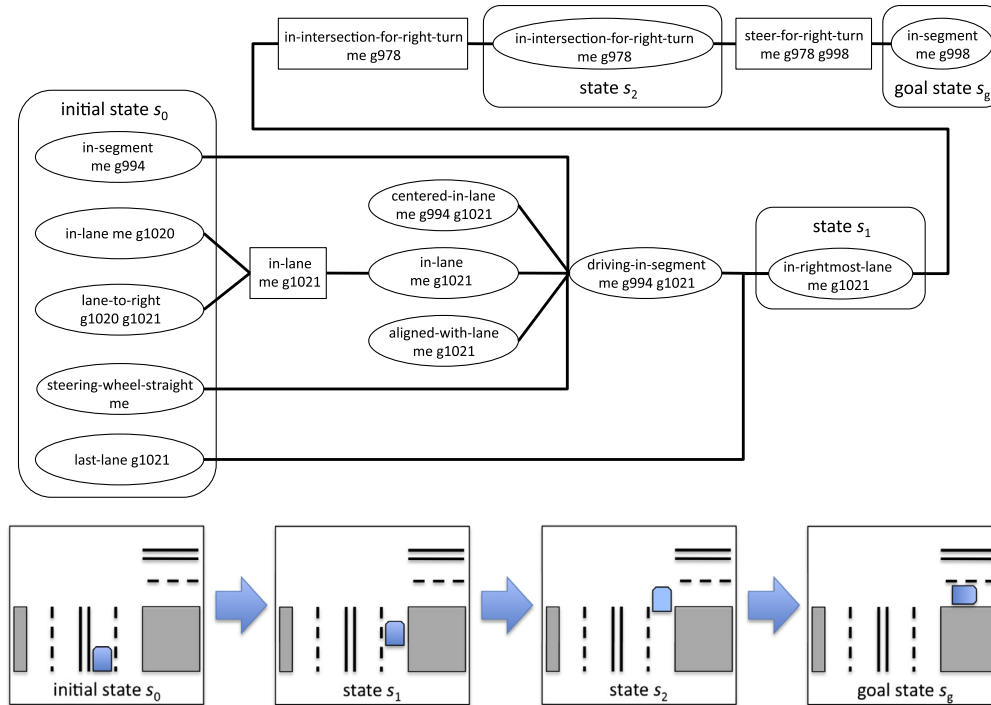 in-intersection-for-right-turn
me g978
in-intersection-for-right-turn
me g978
state s2
steer-for-right-turn
me g978 g998
in-segment
me g998
goal state sg
initial state s0
in-segment
me g994
in-lane me g1020
lane-to-right
g1020 g1021
steering-wheel-straight
me
last-lane g1021
in-lane
me g1021
centered-in-lane
me g994 g1021
in-lane
me g1021
aligned-with-lane
me g1021
driving-in-segment
me g994 g1021
state s1
in-rightmost-lane
me g1021
initial state s0
state s1
state s2
goal state sg